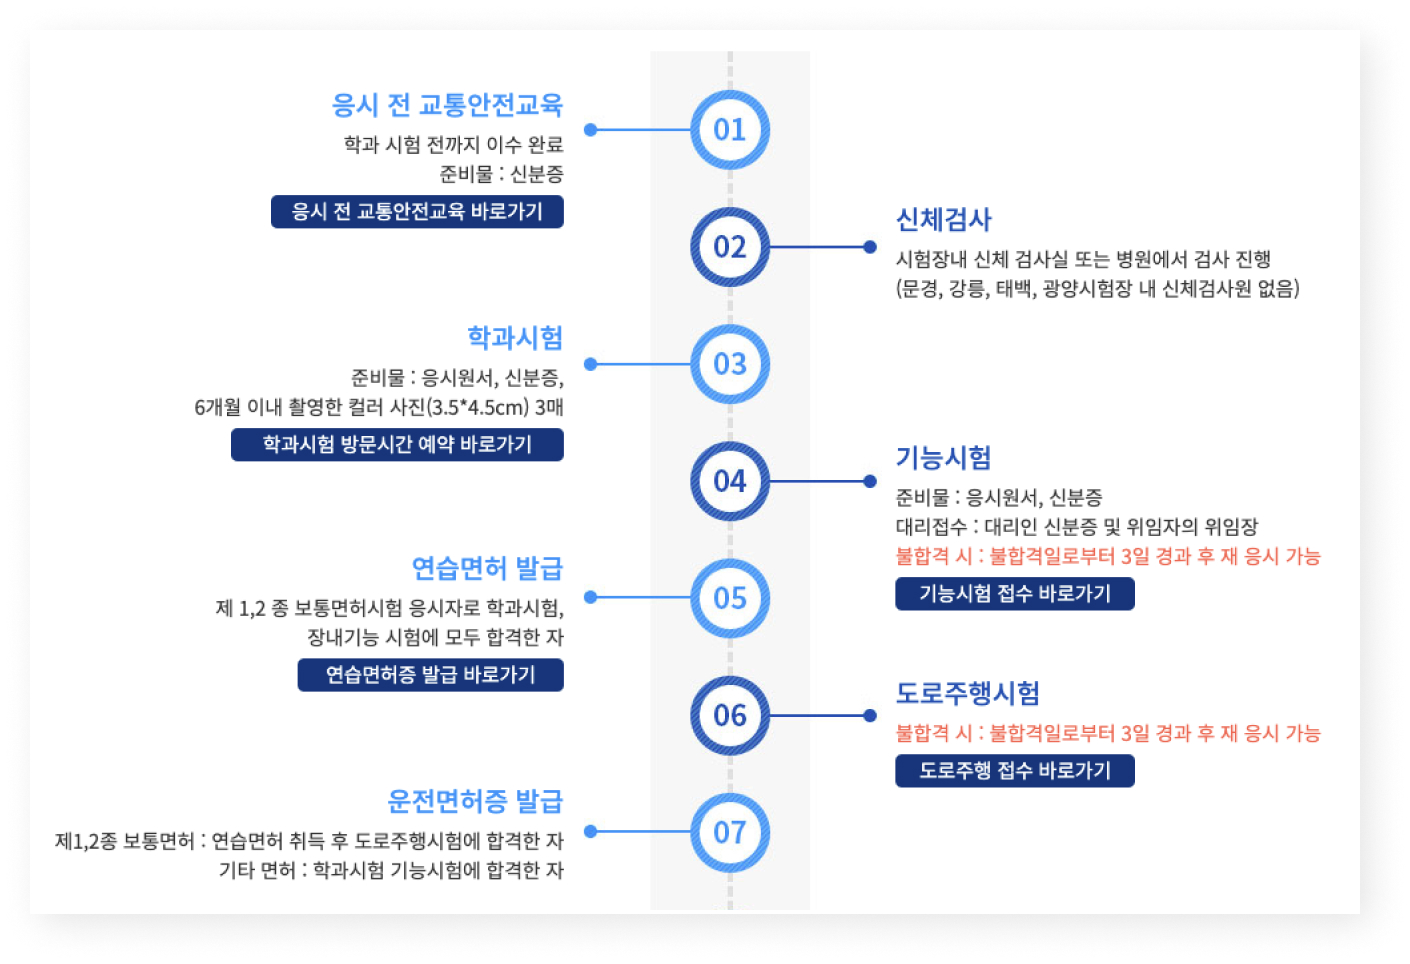 01
응시 전 교통안전교육
학과 시험 전까지 이수 완료
준비물 : 신분증
응시 전 교통안전교육 바로가기
02
신체검사
시험장내 신체 검사실 또는 병원에서 검사 진행
(문경, 강릉, 태백, 광양시험장 내 신체검사원 없음)
03
학과시험
준비물 : 응시원서, 신분증,
6개월 이내 촬영한 컬러 사진(3.5*4.5cm) 3매
학과시험 방문시간 예약 바로가기
04
기능시험
준비물 : 응시원서, 신분증
대리접수 : 대리인 신분증 및 위임자의 위임장
불합격 시 : 불합격일로부터 3일 경과 후 재 응시 가능
기능시험 접수 바로가기
05
연습면허 발급
제 1,2 종 보통면허시험 응시자로 학과시험,
장내기능 시험에 모두 합격한 자
연습면허증 발급 바로가기
06
도로주행시험
불합격 시 : 불합격일로부터 3일 경과 후 재 응시 가능
도로주행 접수 바로가기
07
운전면허증 발급
제1,2종 보통면허 : 연습면허 취득 후 도로주행시험에 합격한 자
기타 면허 : 학과시험 기능시험에 합격한 자